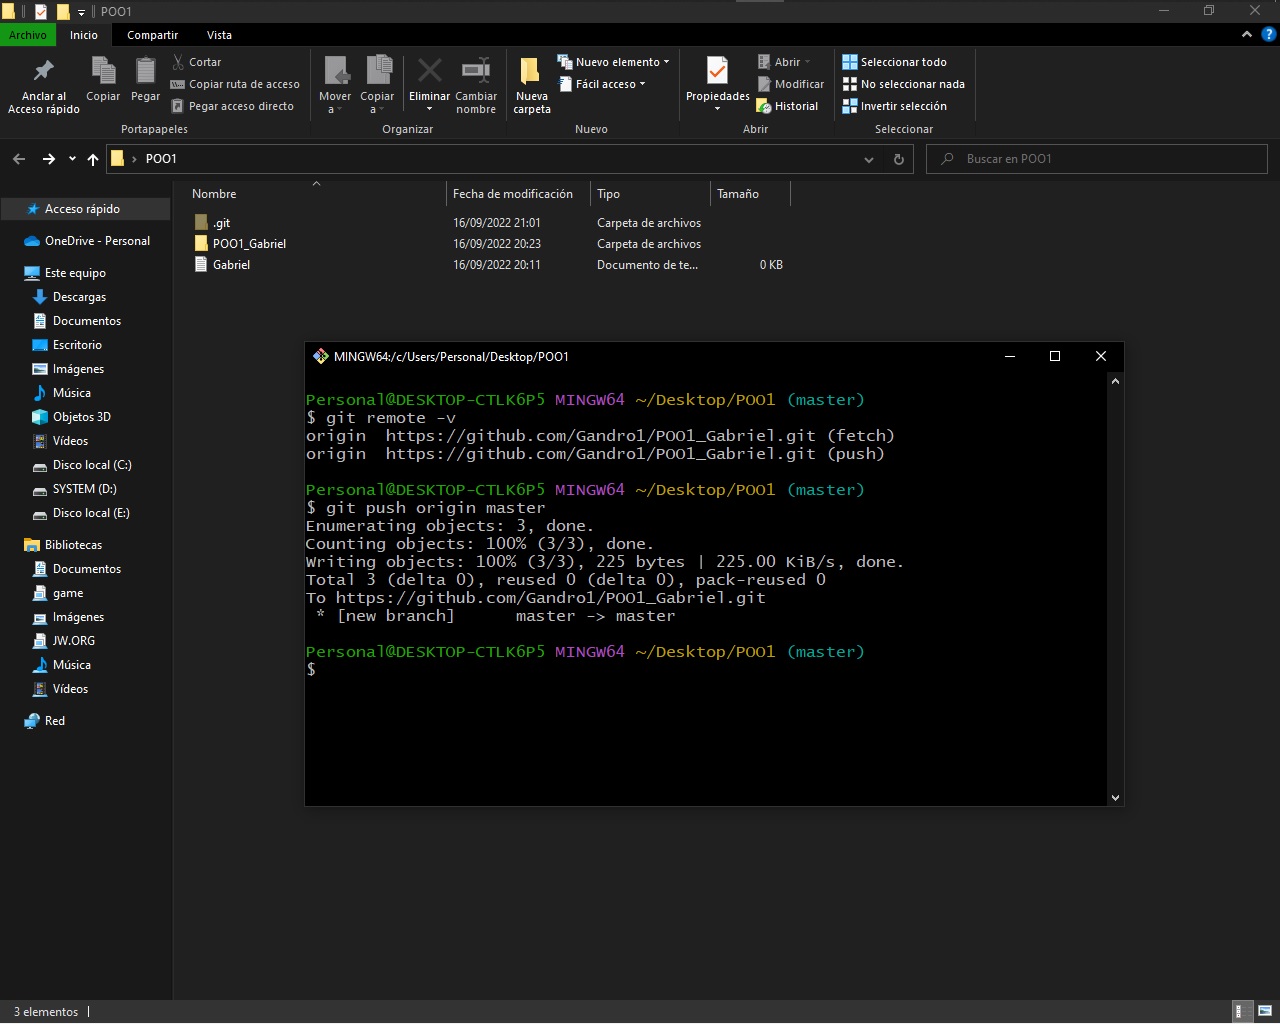 POO1
Archivo Inicio Compartir Vista
Anclar al Acceso rápido
Copiar
Pegar
Cortar
Copiar ruta de acceso
Pegar acceso directo
Portapapeles
Mover a
Copiar a
Eliminar
Cambiar nombre
Organizar
Nueva carpeta
Nuevo elemento
Fácil acceso
Nuevo
Propiedades
Abrir
Modificar
Historial
Abrir
Seleccionar todo
No seleccionar nada
Invertir selección
Seleccionar
POO1
Buscar en POO1
Nombre Fecha de modificación Tipo Tamaño
.git 16/09/2022 21:01 Carpeta de archivos
POO1_Gabriel 16/09/2022 20:23 Carpeta de archivos
Gabriel 16/09/2022 20:11 Documento de te... 0 KB
Acceso rápido
OneDrive - Personal
Este equipo
Descargas
Documentos
Escritorio
Imágenes
Música
Objetos 3D
Vídeos
Disco local (C:)
SYSTEM (D:)
Disco local (E:)
Bibliotecas
Documentos
game
Imágenes
JW.ORG
Música
Vídeos
Red
MINGW64:/c/Users/Personal/Desktop/POO1
Personal@DESKTOP-CTLK6P5 MINGW64 ~/Desktop/POO1 (master)
$ git remote -v
origin https://github.com/Gandro1/POO1_Gabriel.git (fetch)
origin https://github.com/Gandro1/POO1_Gabriel.git (push)
Personal@DESKTOP-CTLK6P5 MINGW64 ~/Desktop/POO1 (master)
$ git push origin master
Enumerating objects: 3, done.
Counting objects: 100% (3/3), done.
Writing objects: 100% (3/3), 225 bytes | 225.00 KiB/s, done.
Total 3 (delta 0), reused 0 (delta 0), pack-reused 0
To https://github.com/Gandro1/POO1_Gabriel.git
* [new branch] master -> master
Personal@DESKTOP-CTLK6P5 MINGW64 ~/Desktop/POO1 (master)
$
3 elementos